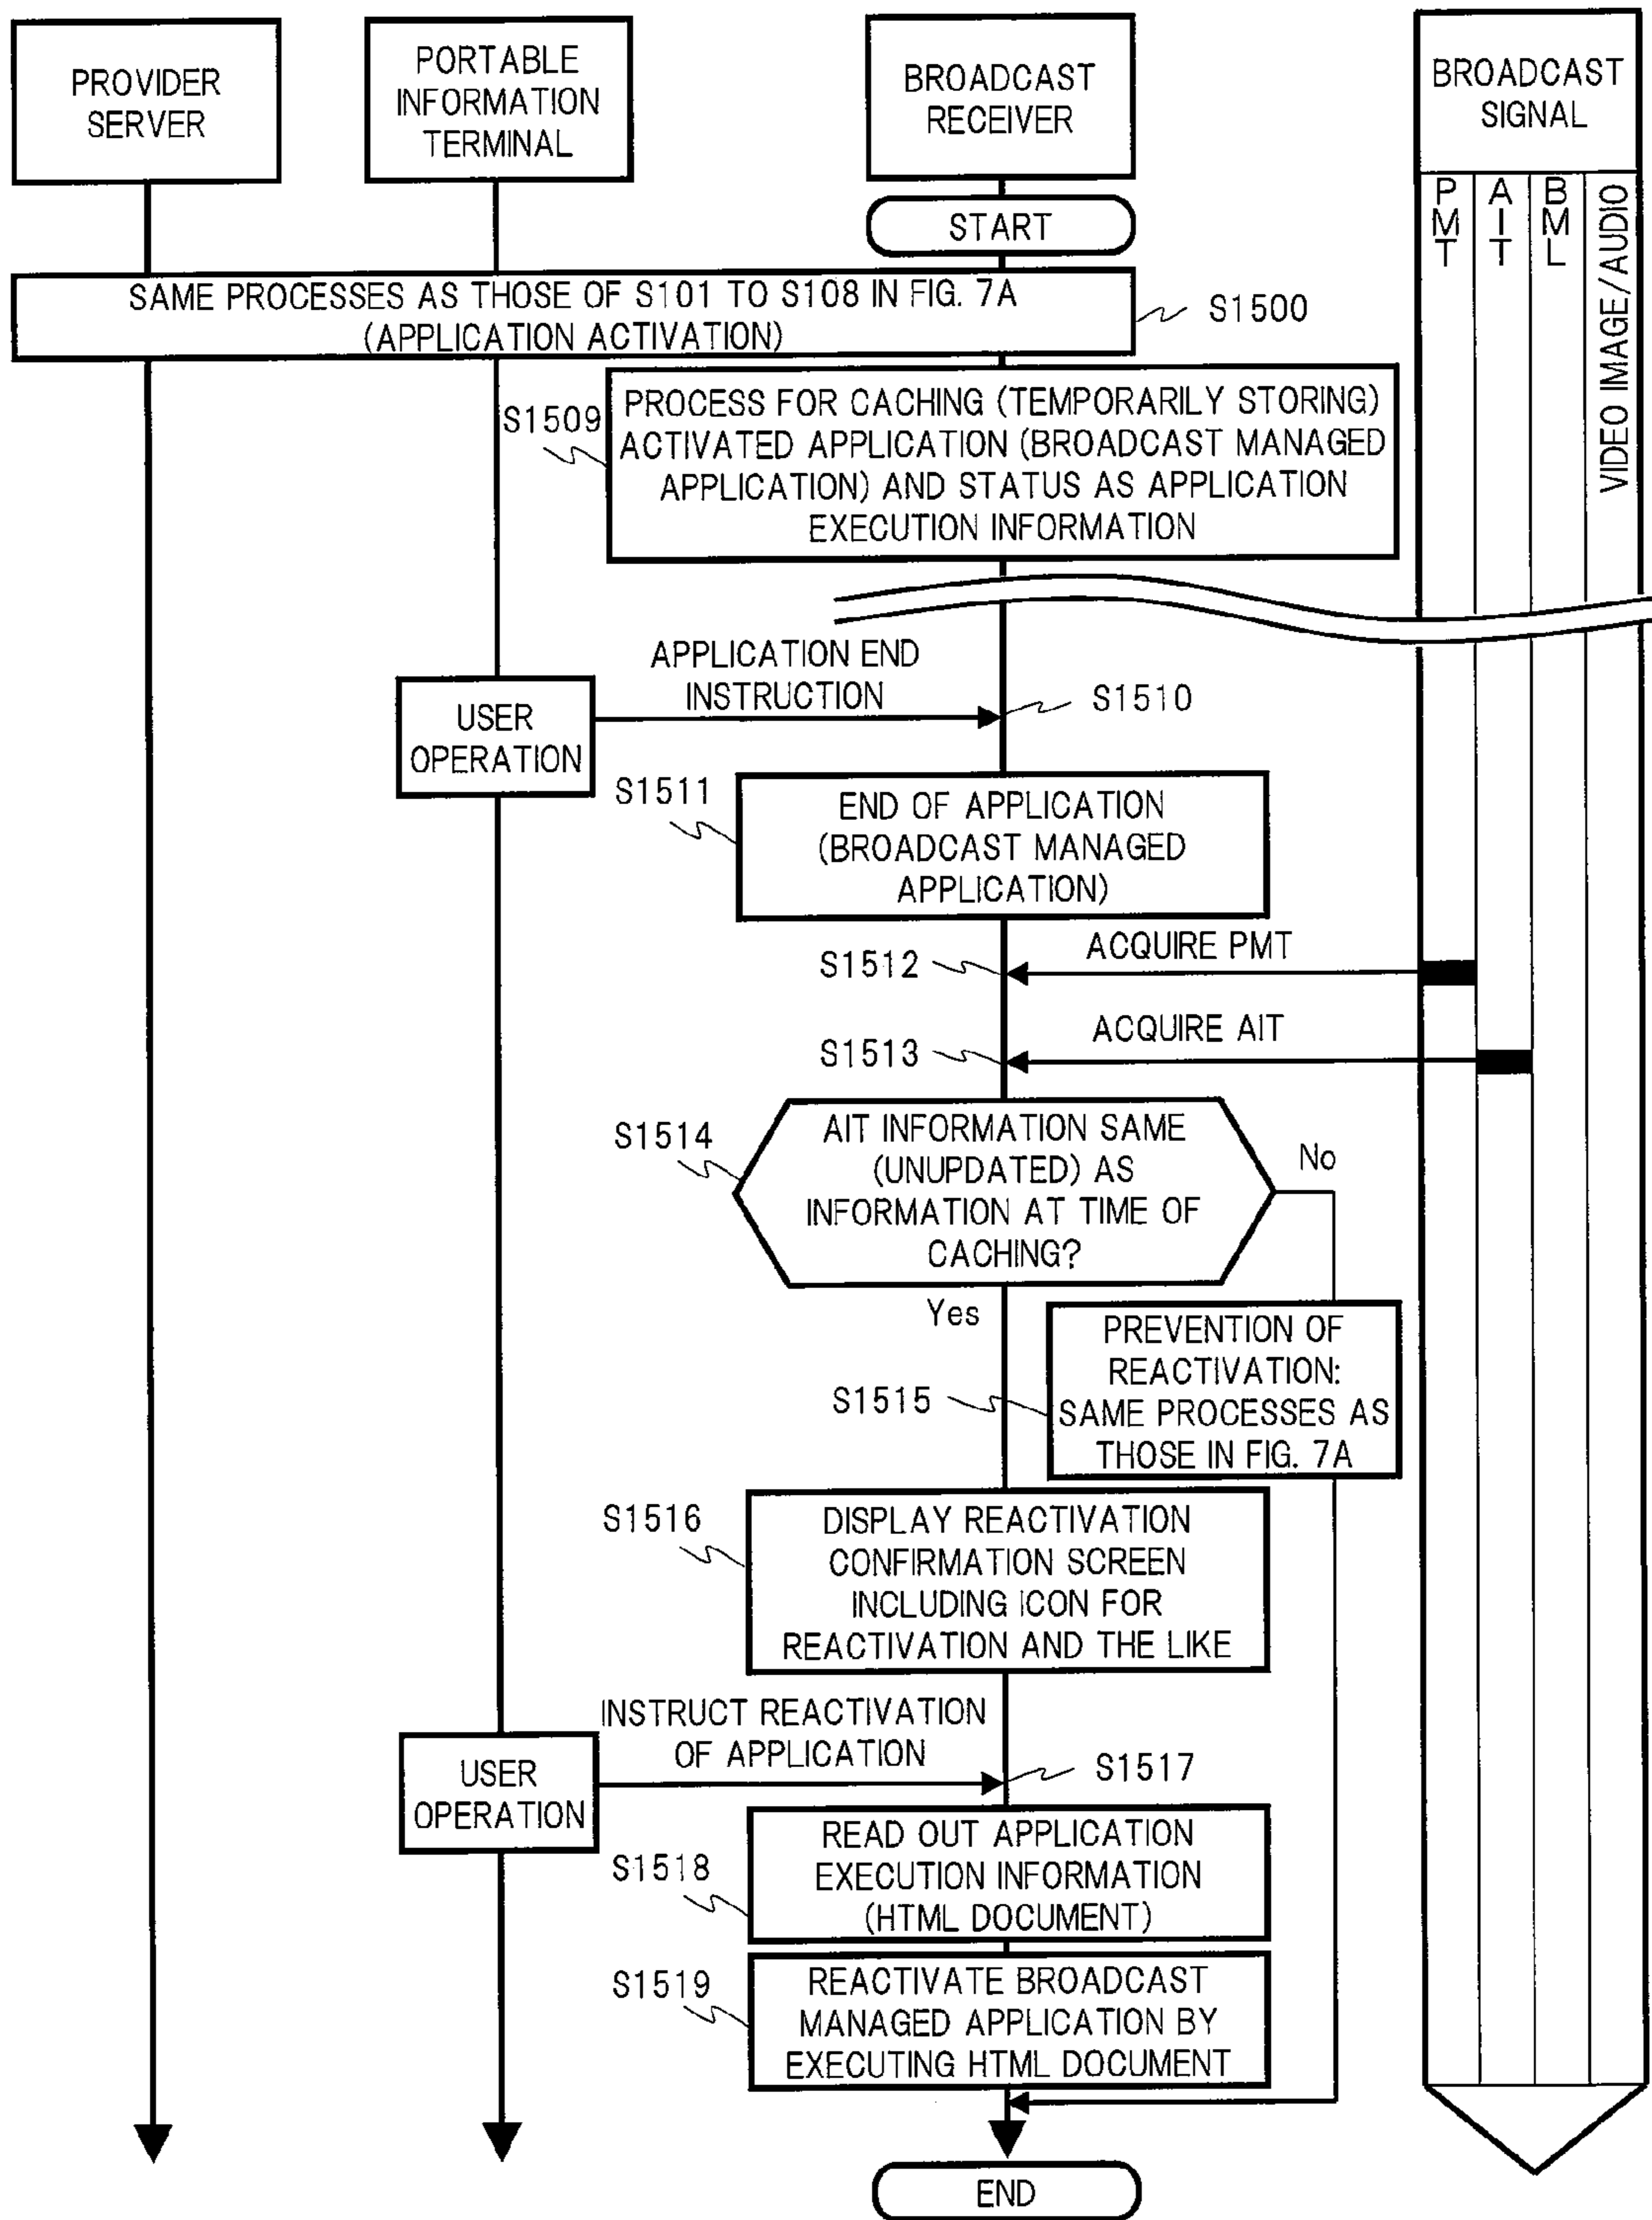 PROVIDER
SERVER
PORTABLE
INFORMATION
TERMINAL
BROADCAST
RECEIVER
BROADCAST
SIGNAL
PMT
AIT
BML
VIDEO IMAGE/AUDIO
START
SAME PROCESSES AS THOSE OF S101 TO S108 IN FIG. 7A
(APPLICATION ACTIVATION)
S1500
S1509
PROCESS FOR CACHING (TEMPORARILY STORING)
ACTIVATED APPLICATION (BROADCAST MANAGED
APPLICATION) AND STATUS AS APPLICATION
EXECUTION INFORMATION
APPLICATION END
INSTRUCTION
S1510
USER
OPERATION
S1511
END OF APPLICATION
(BROADCAST MANAGED
APPLICATION)
S1512
ACQUIRE PMT
S1513
ACQUIRE AIT
S1514
AIT INFORMATION SAME
(UNUPDATED) AS
INFORMATION AT TIME OF
CACHING?
No
Yes
S1515
PREVENTION OF
REACTIVATION:
SAME PROCESSES AS
THOSE IN FIG. 7A
S1516
DISPLAY REACTIVATION
CONFIRMATION SCREEN
INCLUDING ICON FOR
REACTIVATION AND THE LIKE
INSTRUCT REACTIVATION
OF APPLICATION
S1517
USER
OPERATION
S1518
READ OUT APPLICATION
EXECUTION INFORMATION
(HTML DOCUMENT)
S1519
REACTIVATE BROADCAST
MANAGED APPLICATION BY
EXECUTING HTML DOCUMENT
END